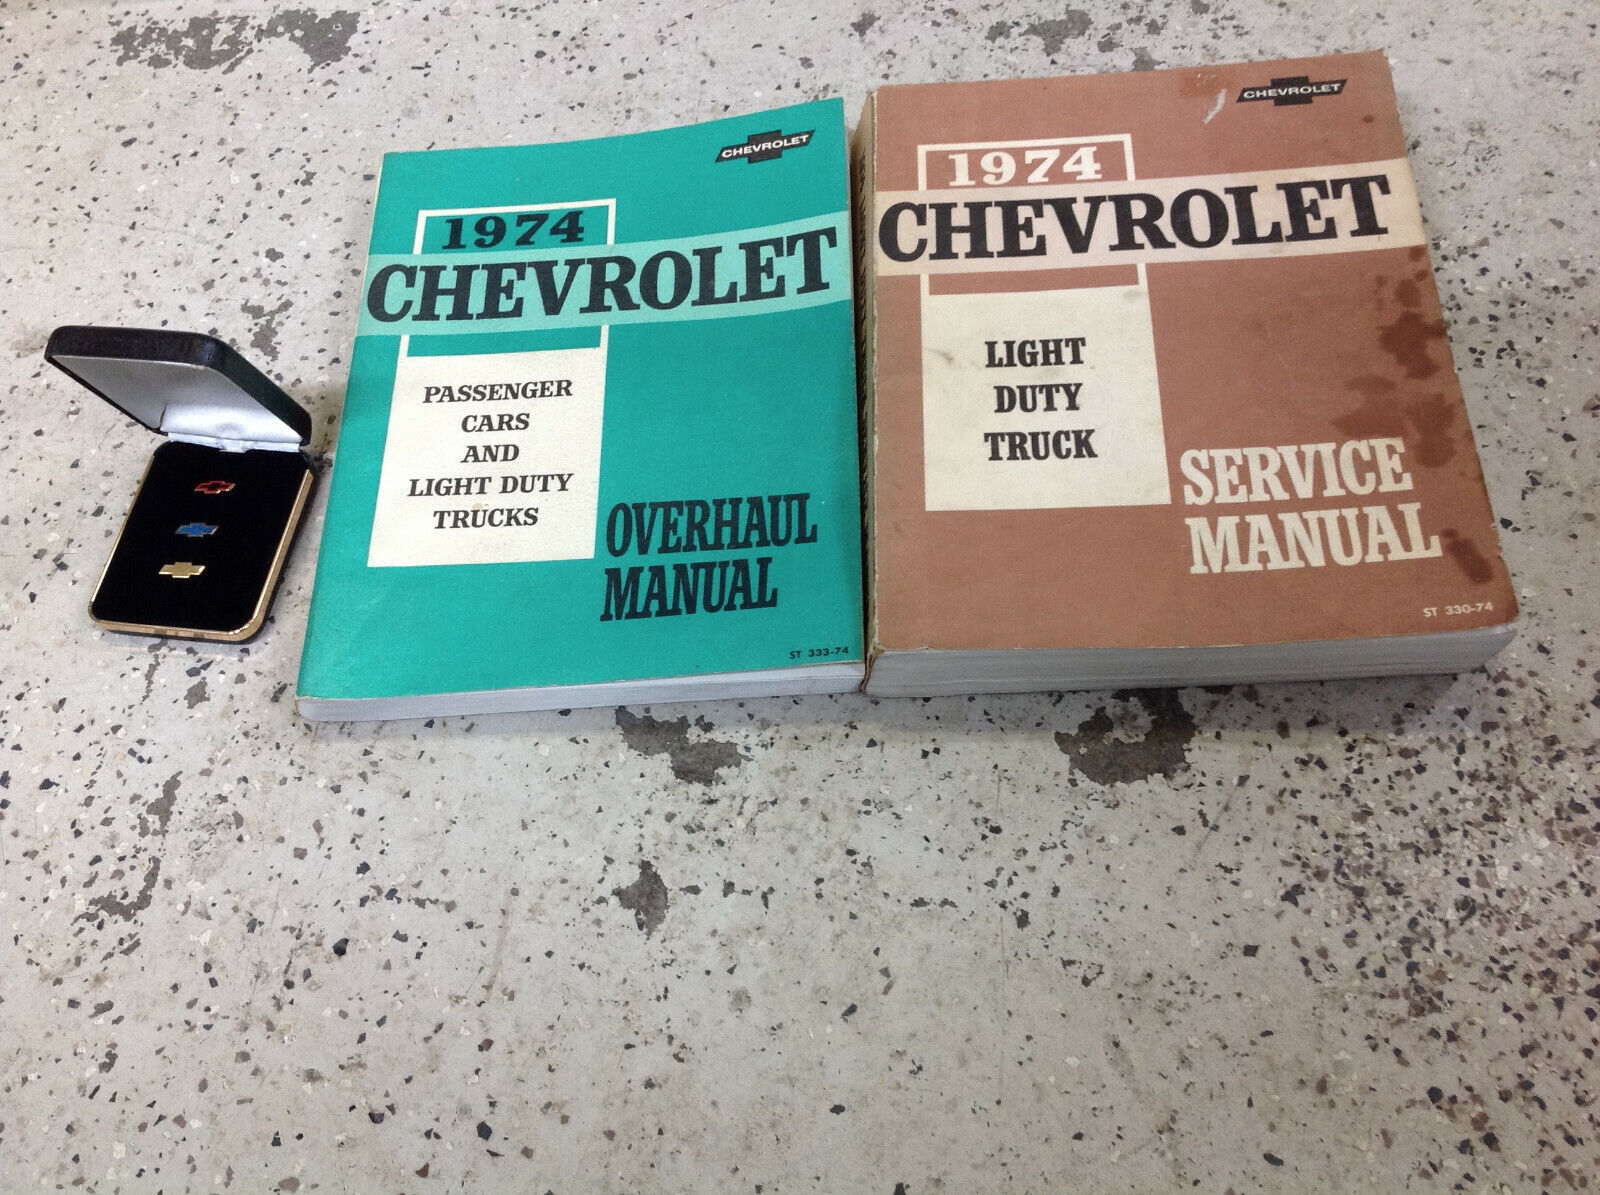 CHEVROLET
1974
CHEVROLET
PASSENGER
CARS
AND
LIGHT DUTY
TRUCKS
OVERHAUL
MANUAL
ST 333-74
CHEVROLET
1974
CHEVROLET
LIGHT
DUTY
TRUCK
SERVICE
MANUAL
ST 330-74